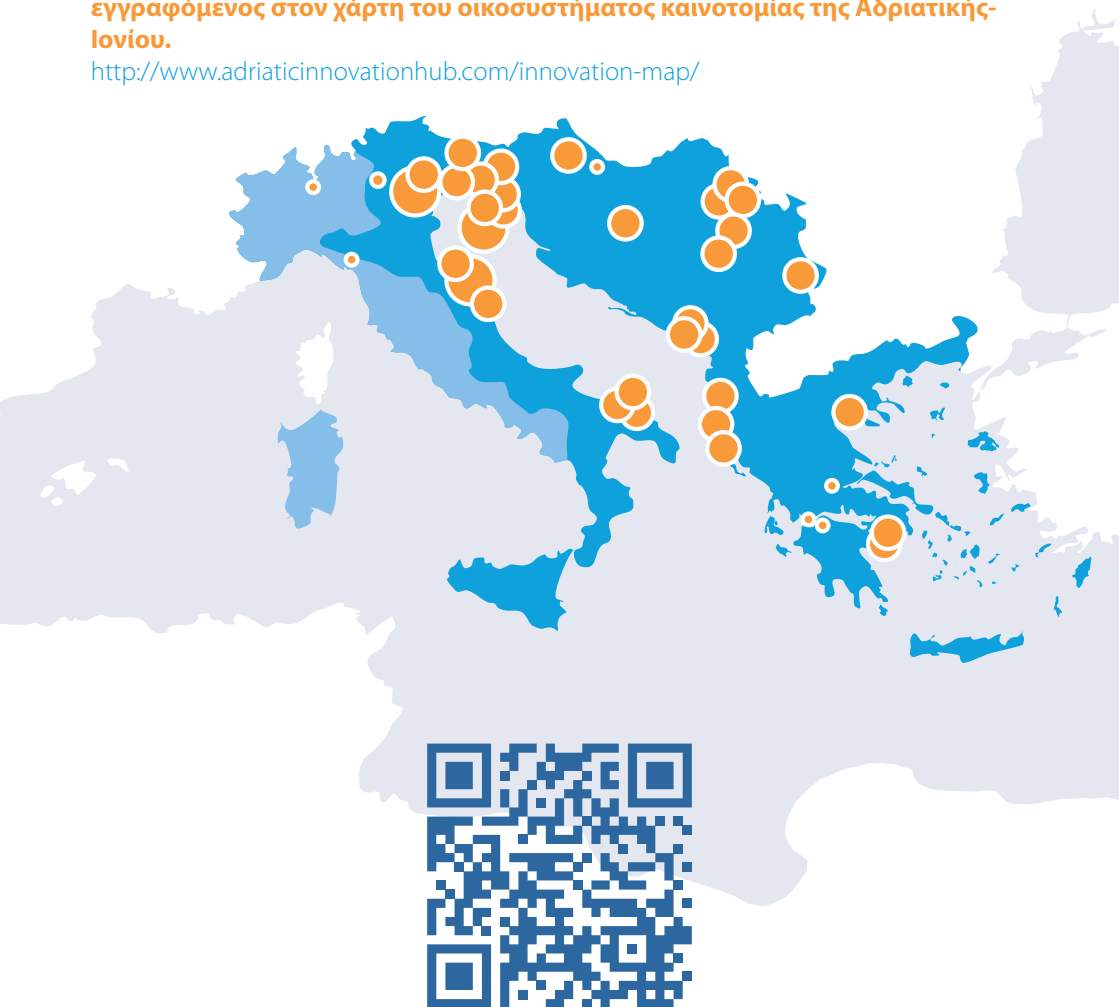 εγγραφόμενος στον χάρτη του οικοσυστήματος καινοτομίας της Αδριατικής-
Ιονίου.
http://www.adriaticinnovationhub.com/innovation-map/